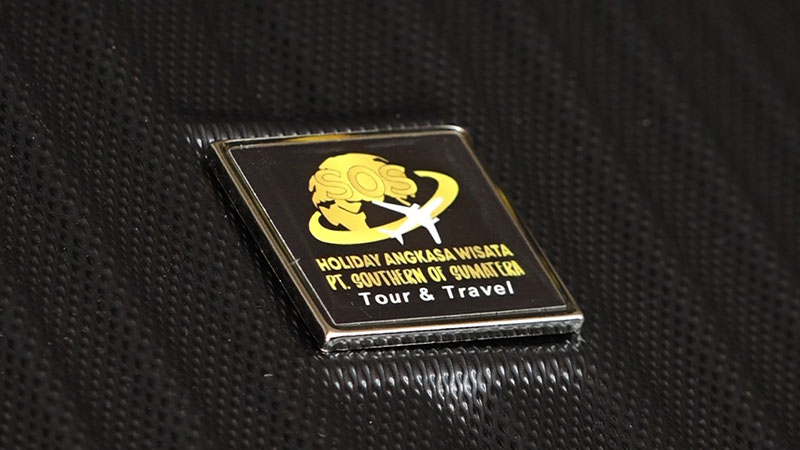 SOS
HOLIDAY ANGKASA WISATA
PT. SOUTHERN OF SUMATERA
Tour & Travel